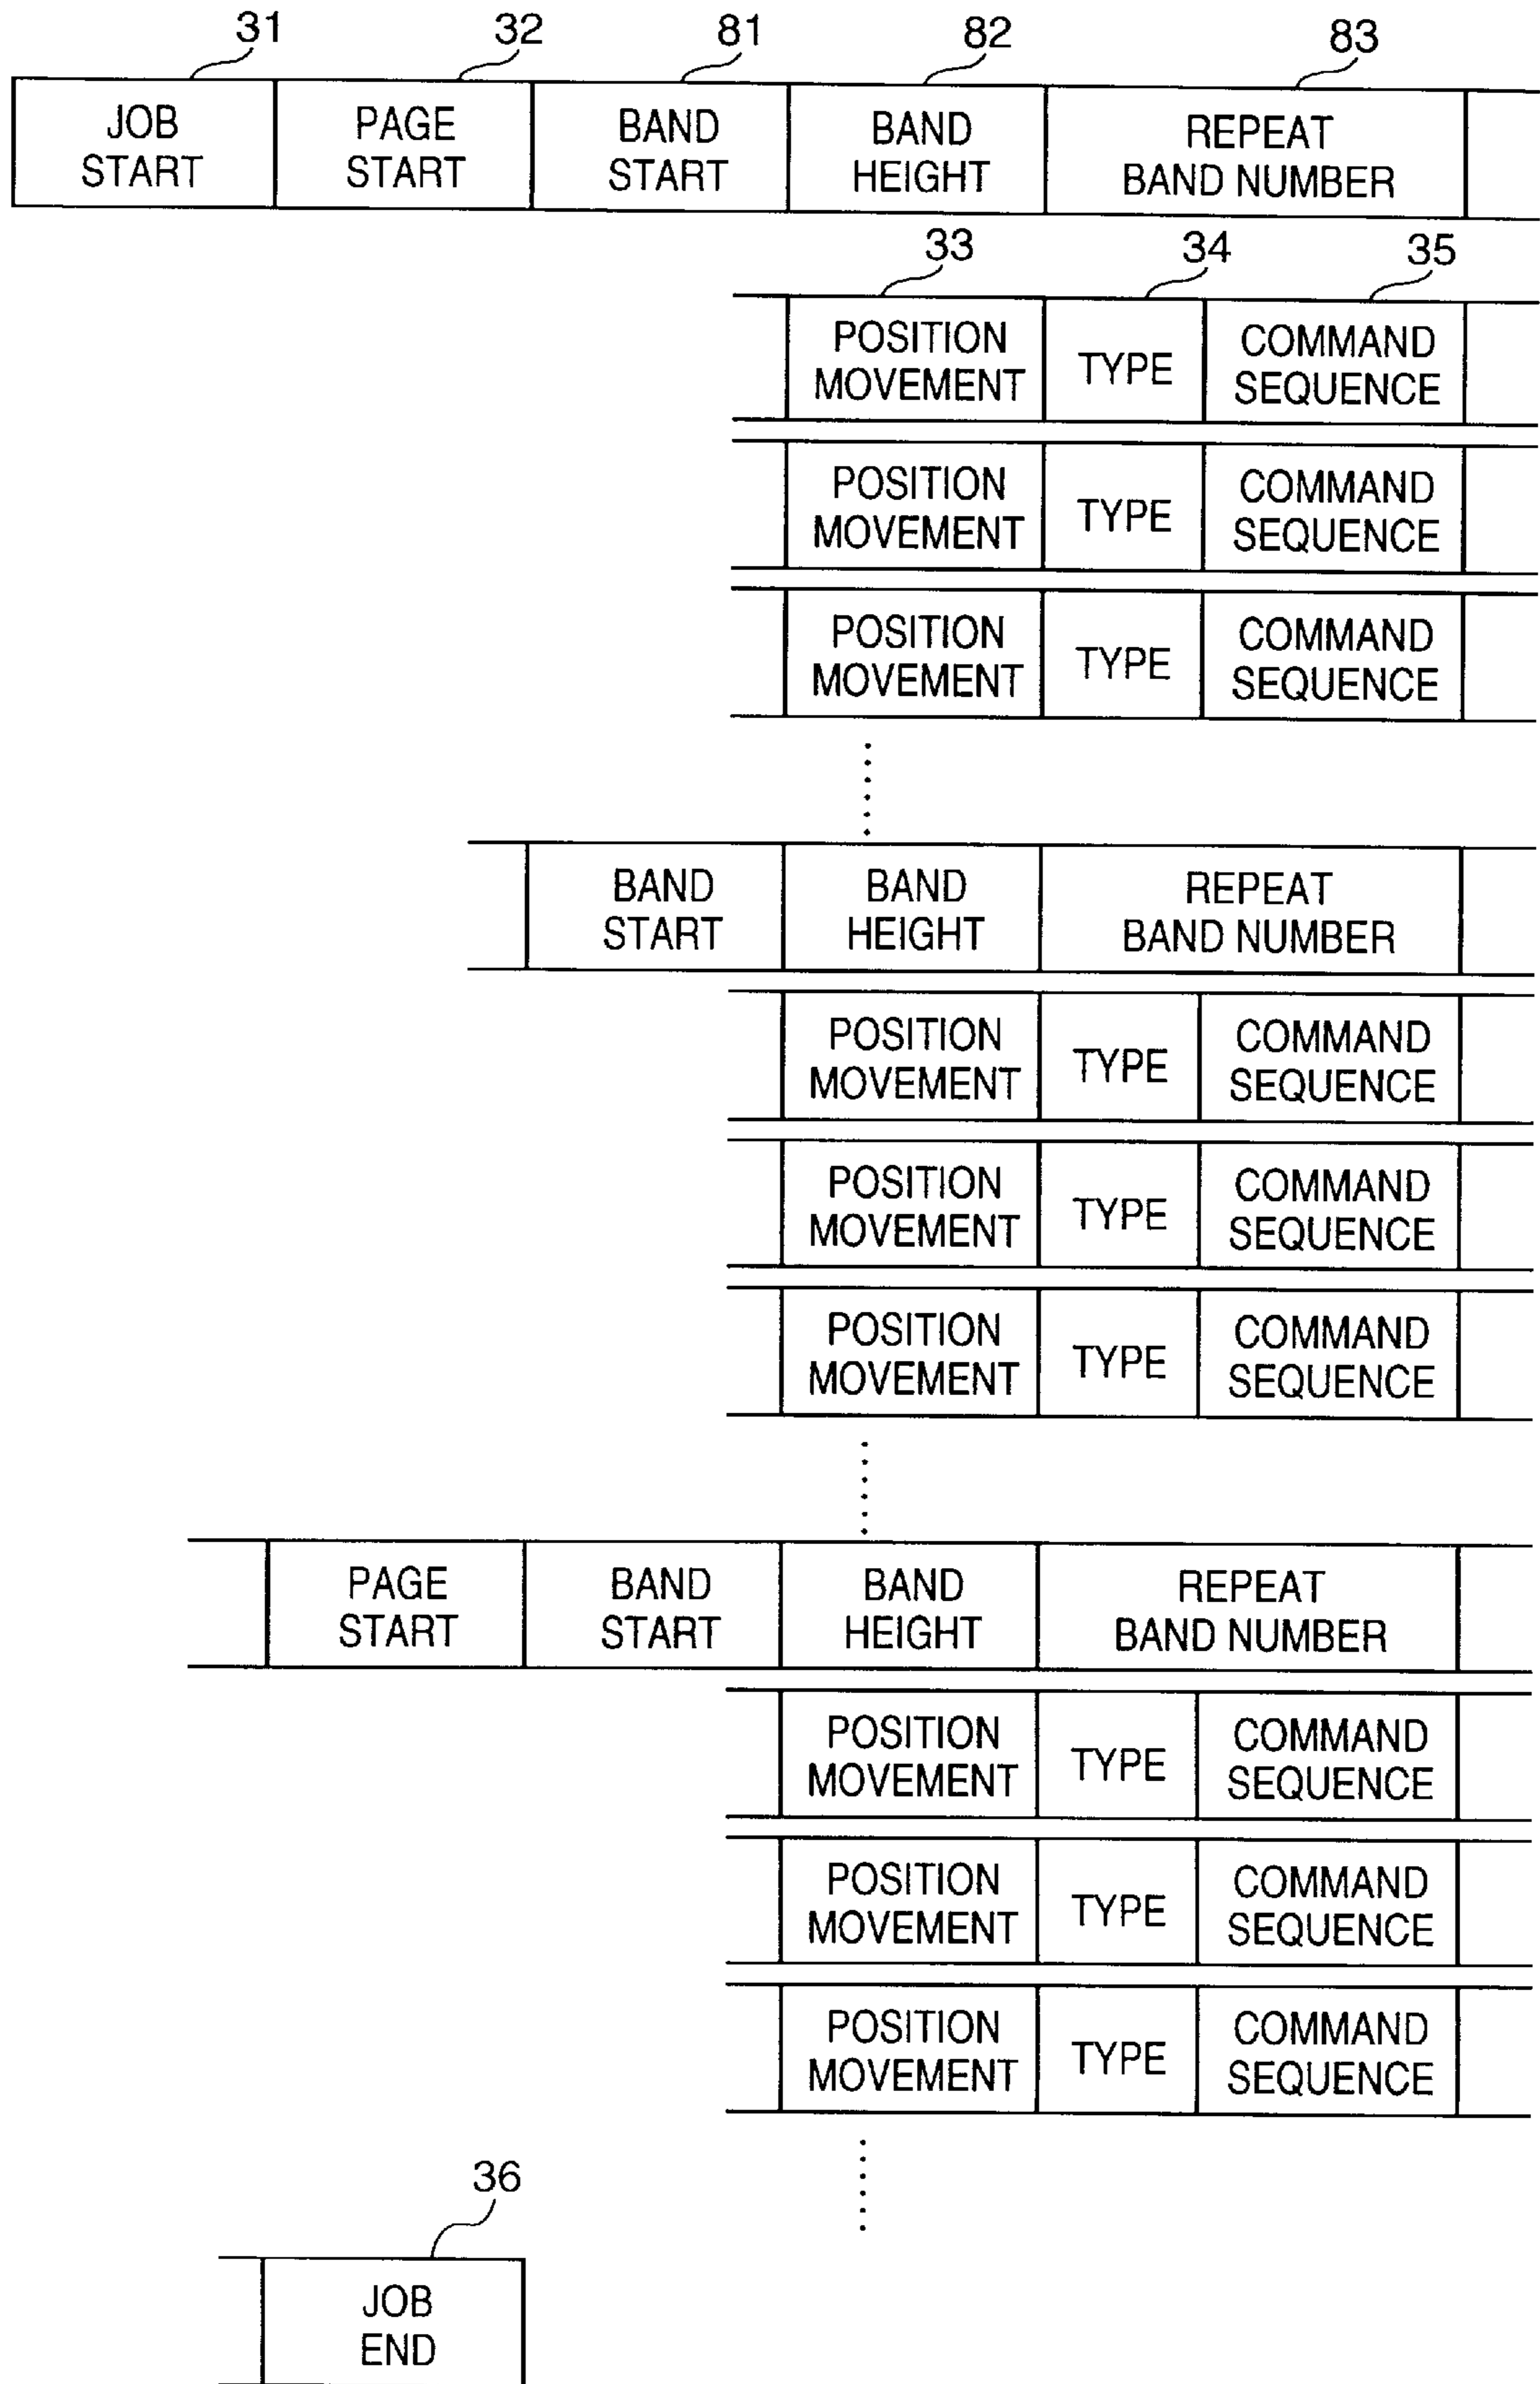 31 32 81 82 83
JOB START PAGE START BAND START BAND HEIGHT REPEAT BAND NUMBER
33 34 35
POSITION MOVEMENT TYPE COMMAND SEQUENCE
POSITION MOVEMENT TYPE COMMAND SEQUENCE
POSITION MOVEMENT TYPE COMMAND SEQUENCE
BAND START BAND HEIGHT REPEAT BAND NUMBER
POSITION MOVEMENT TYPE COMMAND SEQUENCE
POSITION MOVEMENT TYPE COMMAND SEQUENCE
POSITION MOVEMENT TYPE COMMAND SEQUENCE
PAGE START BAND START BAND HEIGHT REPEAT BAND NUMBER
POSITION MOVEMENT TYPE COMMAND SEQUENCE
POSITION MOVEMENT TYPE COMMAND SEQUENCE
POSITION MOVEMENT TYPE COMMAND SEQUENCE
36
JOB END